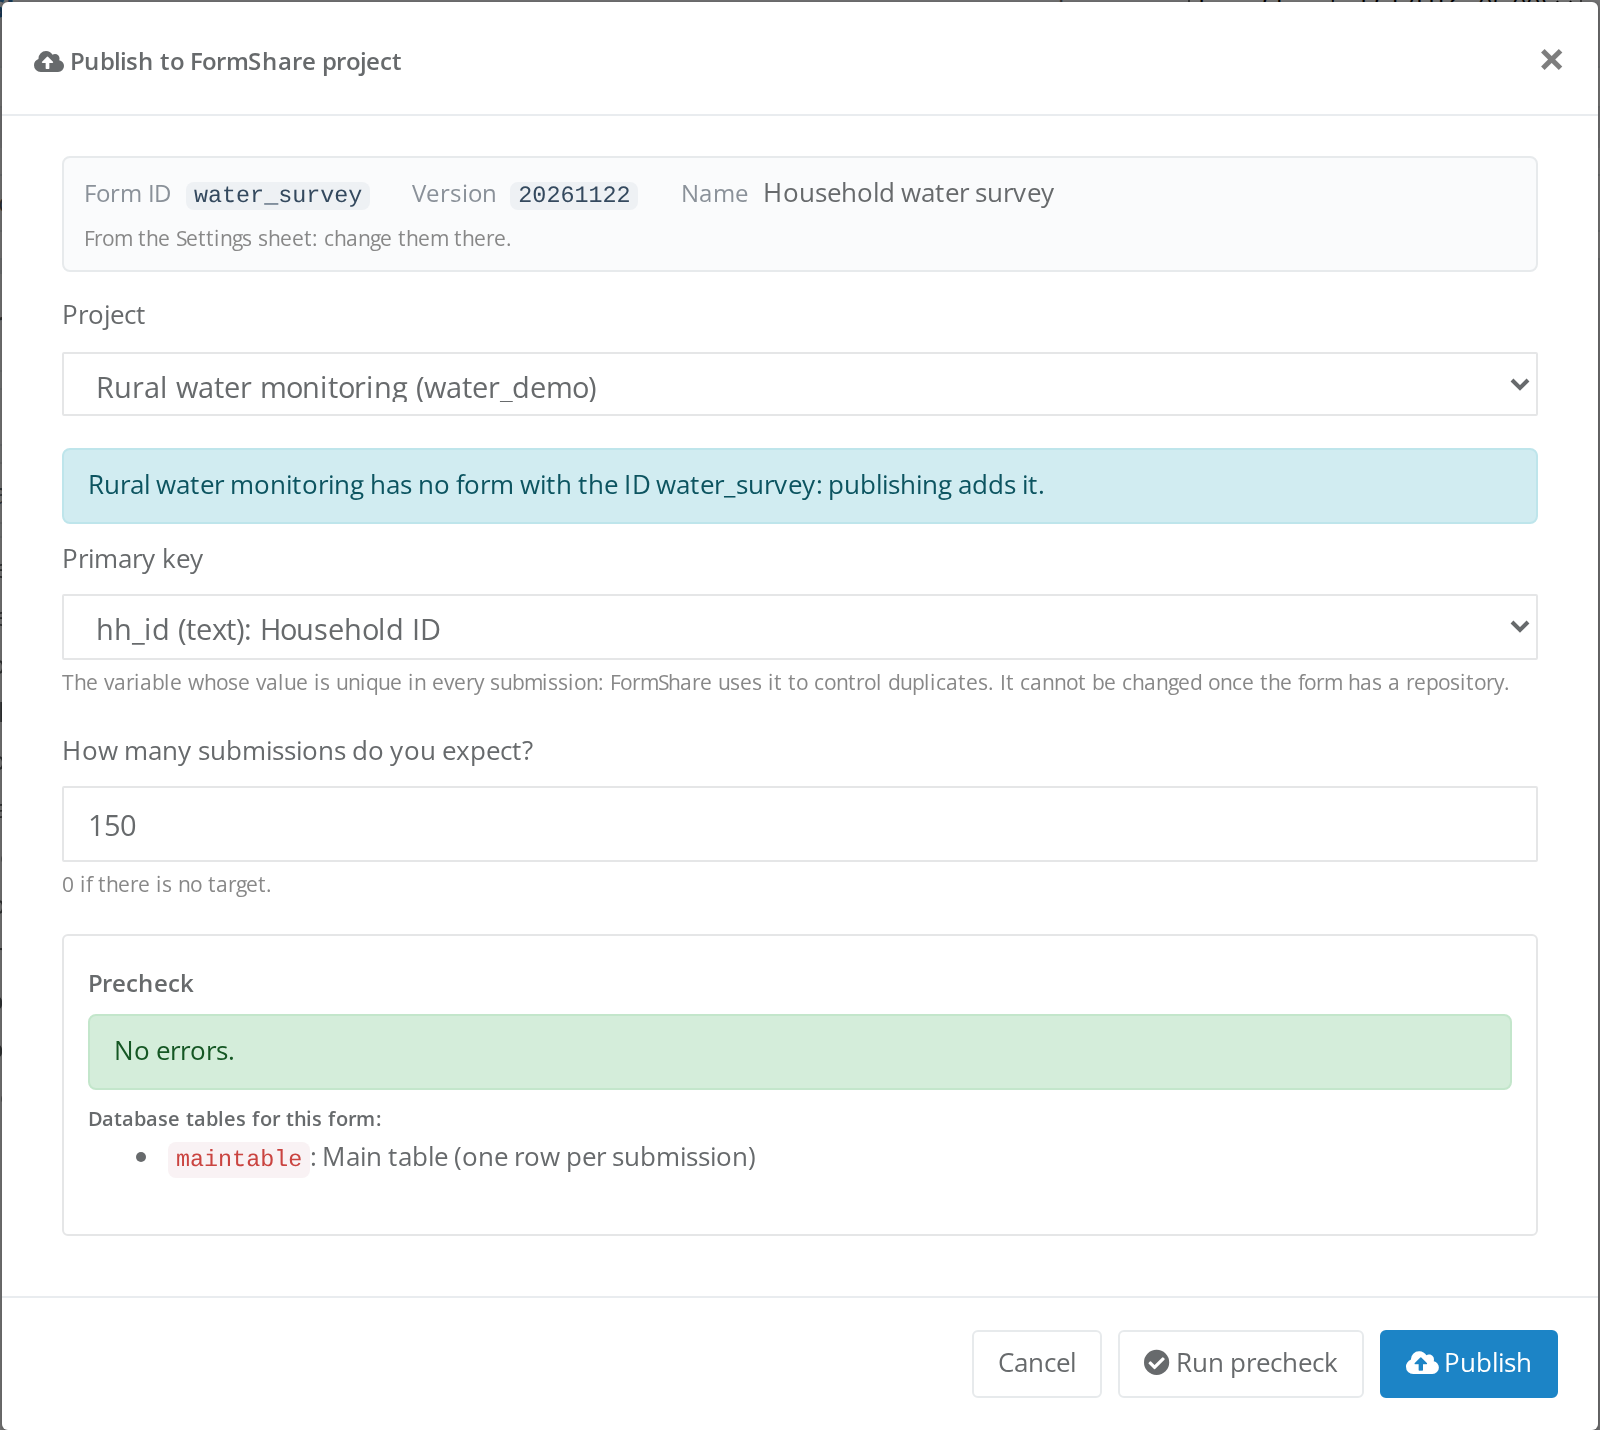 Publish to FormShare project
Form ID water_survey Version 20261122 Name Household water survey
From the Settings sheet: change them there.
Project
Rural water monitoring (water_demo)
Rural water monitoring has no form with the ID water_survey: publishing adds it.
Primary key
hh_id (text): Household ID
The variable whose value is unique in every submission: FormShare uses it to control duplicates. It cannot be changed once the form has a repository.
How many submissions do you expect?
150
0 if there is no target.
Precheck
No errors.
Database tables for this form:
maintable: Main table (one row per submission)
Cancel Run precheck Publish